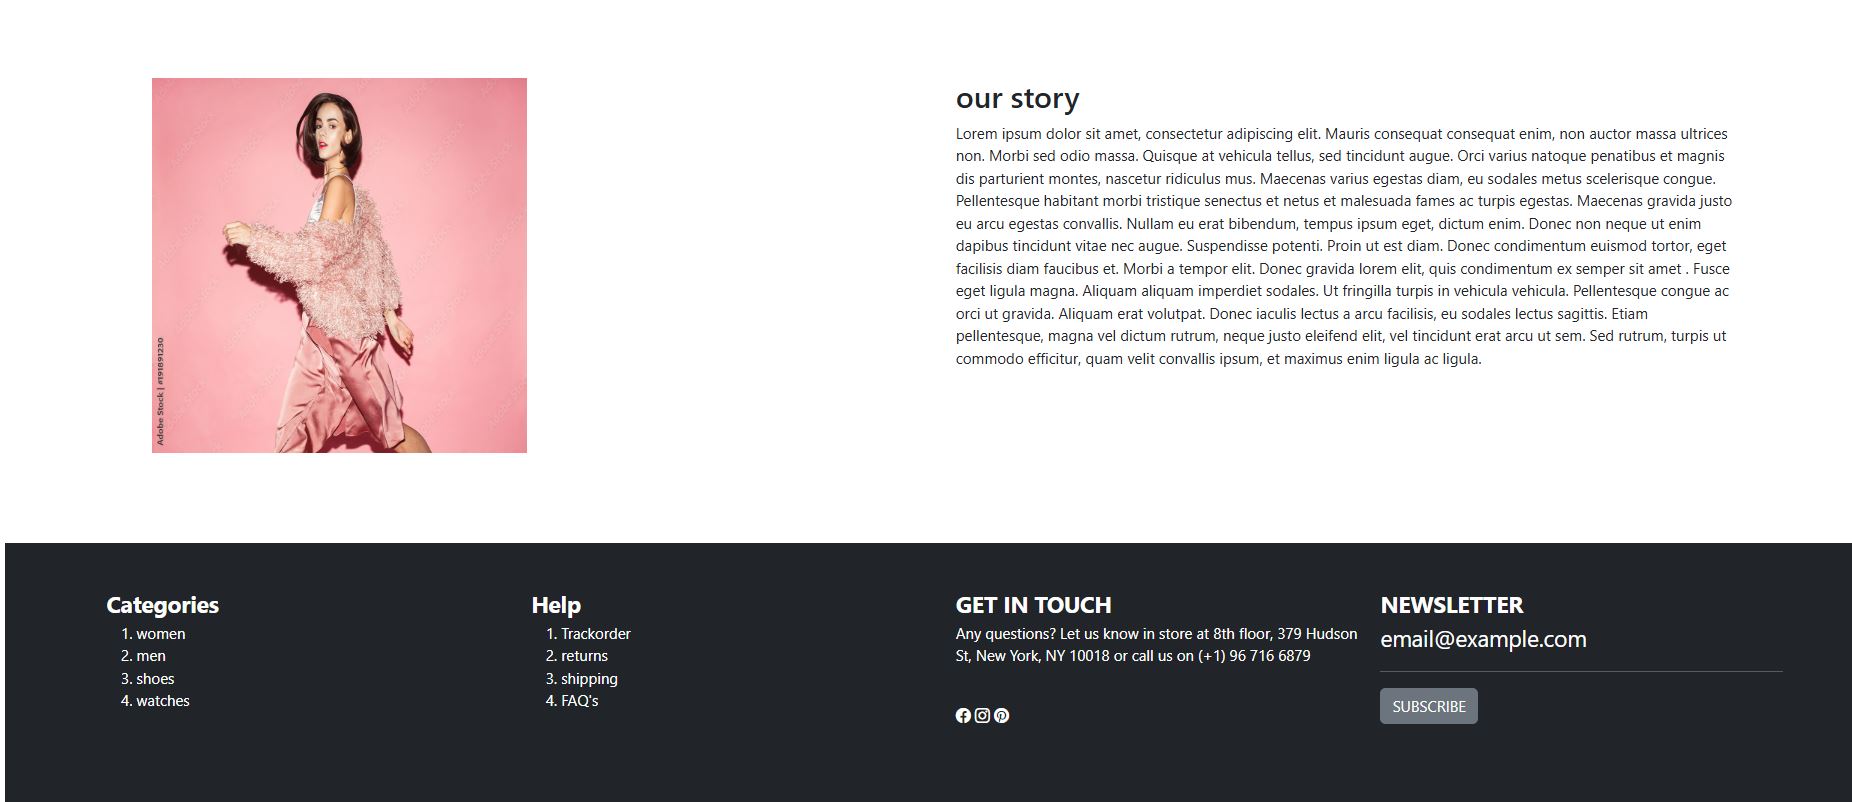 Adobe Stock | #191891230
our story
Lorem ipsum dolor sit amet, consectetur adipiscing elit. Mauris consequat consequat enim, non auctor massa ultrices
non. Morbi sed odio massa. Quisque at vehicula tellus, sed tincidunt augue. Orci varius natoque penatibus et magnis
dis parturient montes, nascetur ridiculus mus. Maecenas varius egestas diam, eu sodales metus scelerisque congue.
Pellentesque habitant morbi tristique senectus et netus et malesuada fames ac turpis egestas. Maecenas gravida justo
eu arcu egestas convallis. Nullam eu erat bibendum, tempus ipsum eget, dictum enim. Donec non neque ut enim
dapibus tincidunt vitae nec augue. Suspendisse potenti. Proin ut est diam. Donec condimentum euismod tortor, eget
facilisis diam faucibus et. Morbi a tempor elit. Donec gravida lorem elit, quis condimentum ex semper sit amet . Fusce
eget ligula magna. Aliquam aliquam imperdiet sodales. Ut fringilla turpis in vehicula vehicula. Pellentesque congue ac
orci ut gravida. Aliquam erat volutpat. Donec iaculis lectus a arcu facilisis, eu sodales lectus sagittis. Etiam
pellentesque, magna vel dictum rutrum, neque justo eleifend elit, vel tincidunt erat arcu ut sem. Sed rutrum, turpis ut
commodo efficitur, quam velit convallis ipsum, et maximus enim ligula ac ligula.
Categories
1. women
2. men
3. shoes
4. watches
Help
1. Trackorder
2. returns
3. shipping
4. FAQ's
GET IN TOUCH
Any questions? Let us know in store at 8th floor, 379 Hudson
St, New York, NY 10018 or call us on (+1) 96 716 6879
NEWSLETTER
email@example.com
SUBSCRIBE